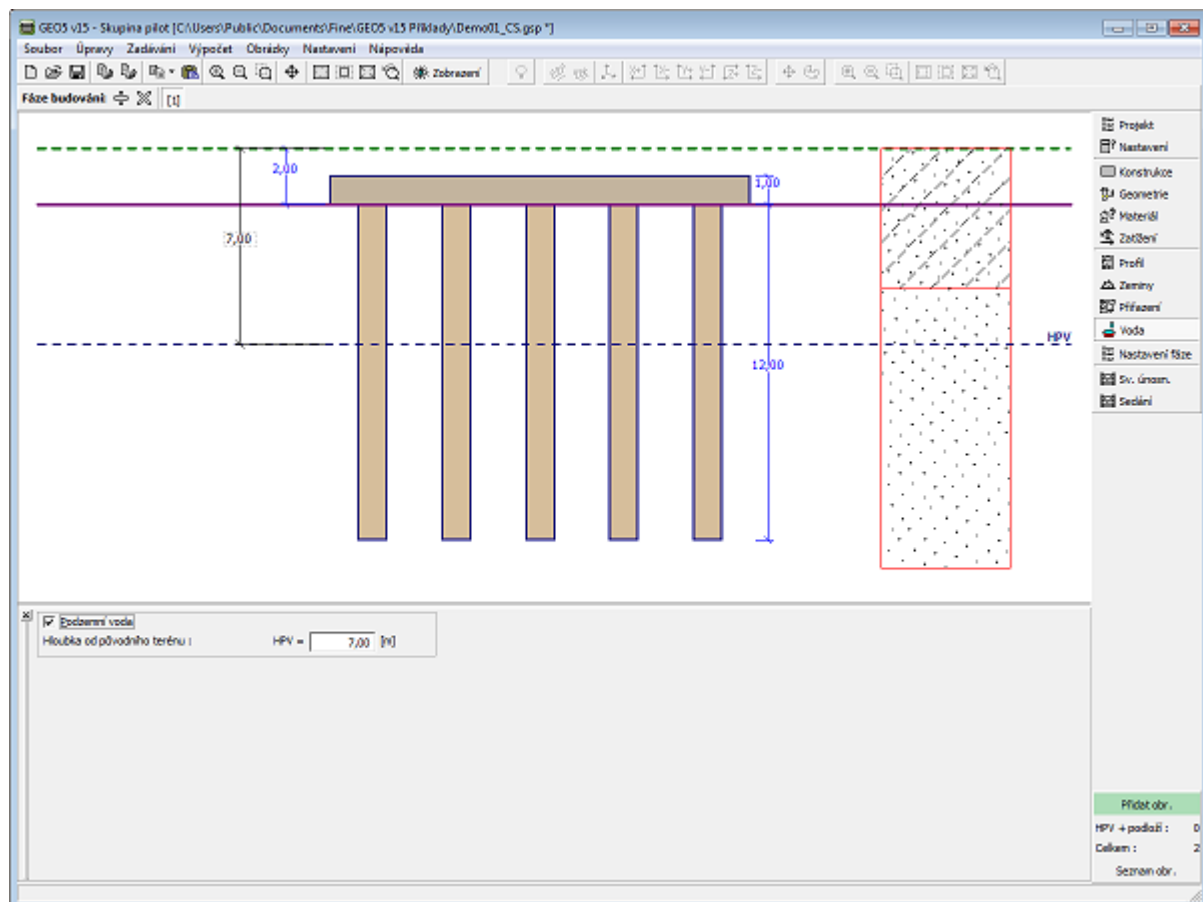 GEO5 v15 - Skupina pilot [C:\Users\Public\Documents\Fine\GEO5 v15 Příklady\Demo01_CS.gsp *]
Soubor Úpravy Zadávání Výpočet Obrázky Nastavení Nápověda
Zobrazení
Fáze budování: [1]
2,00
1,00
7,00
HPV
12,00
Projekt
Nastavení
Konstrukce
Geometrie
Materiál
Zatížení
Profil
Zeminy
Přiřazení
Voda
Nastavení fáze
Sv. únosn.
Sedání
Podzemní voda
Hloubka od původního terénu : HPV = 7,00 [m]
Přidat obr.
HPV + podloží : 0
Celkem : 2
Seznam obr.